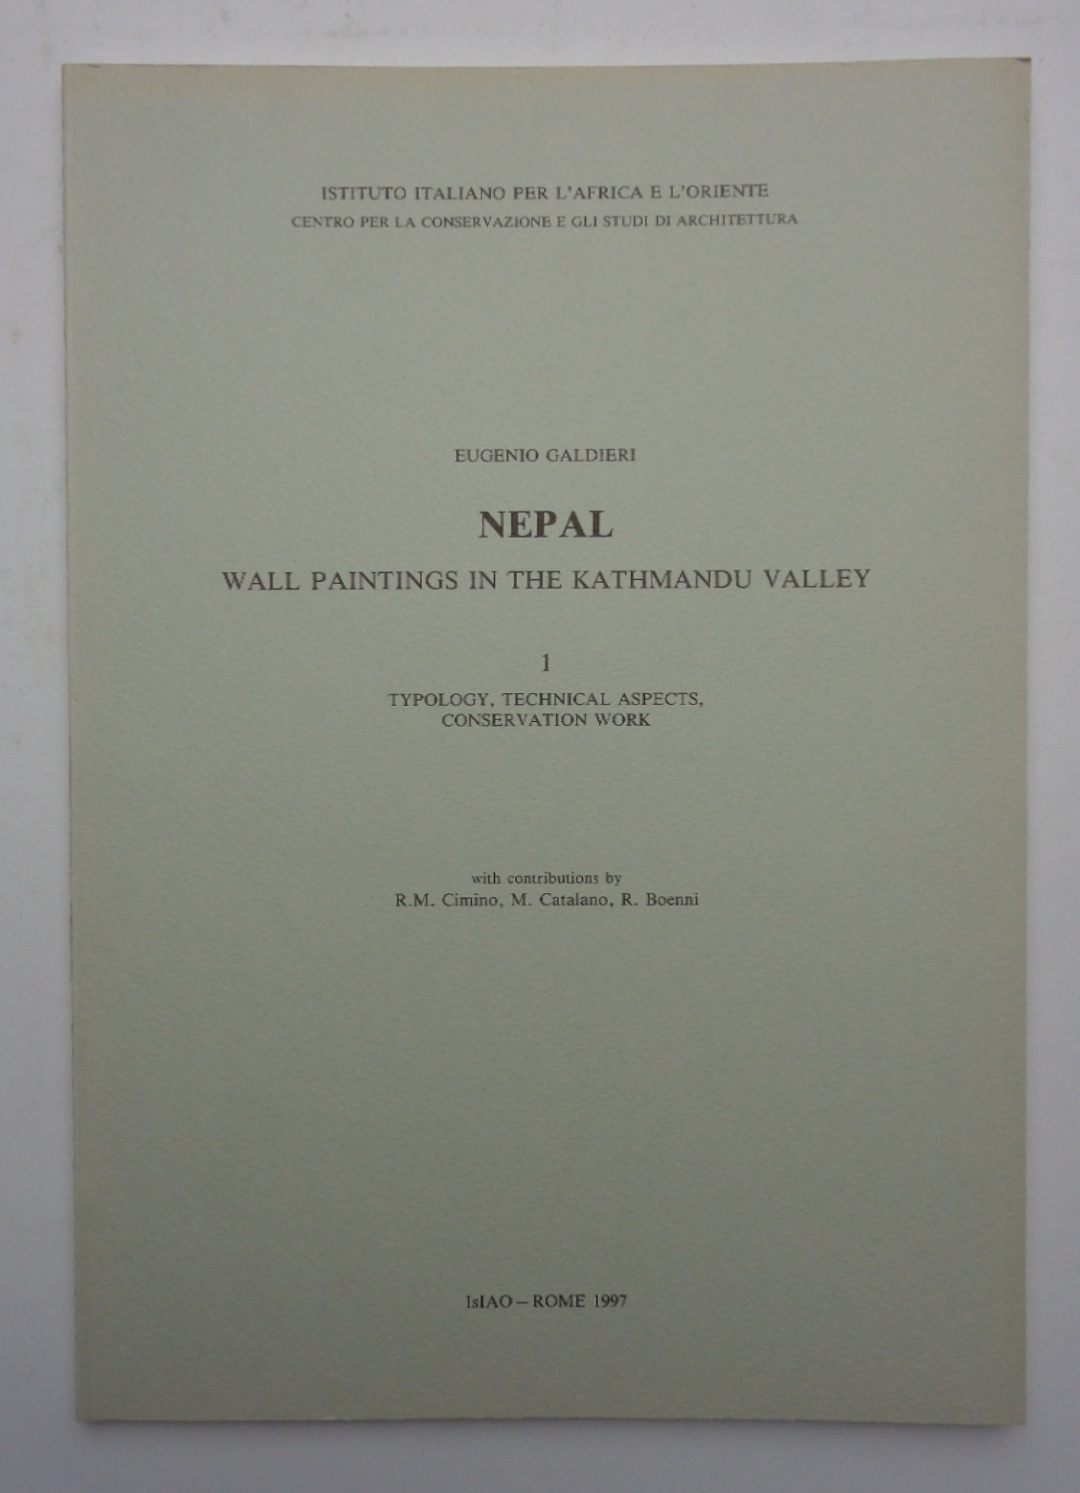 ISTITUTO ITALIANO PER L'AFRICA E L'ORIENTE
CENTRO PER LA CONSERVAZIONE E GLI STUDI DI ARCHITETTURA
EUGENIO GALDIERI
NEPAL
WALL PAINTINGS IN THE KATHMANDU VALLEY
1
TYPOLOGY, TECHNICAL ASPECTS,
CONSERVATION WORK
with contributions by
R.M. Cimino, M. Catalano, R. Boenni
IsIAO – ROME 1997